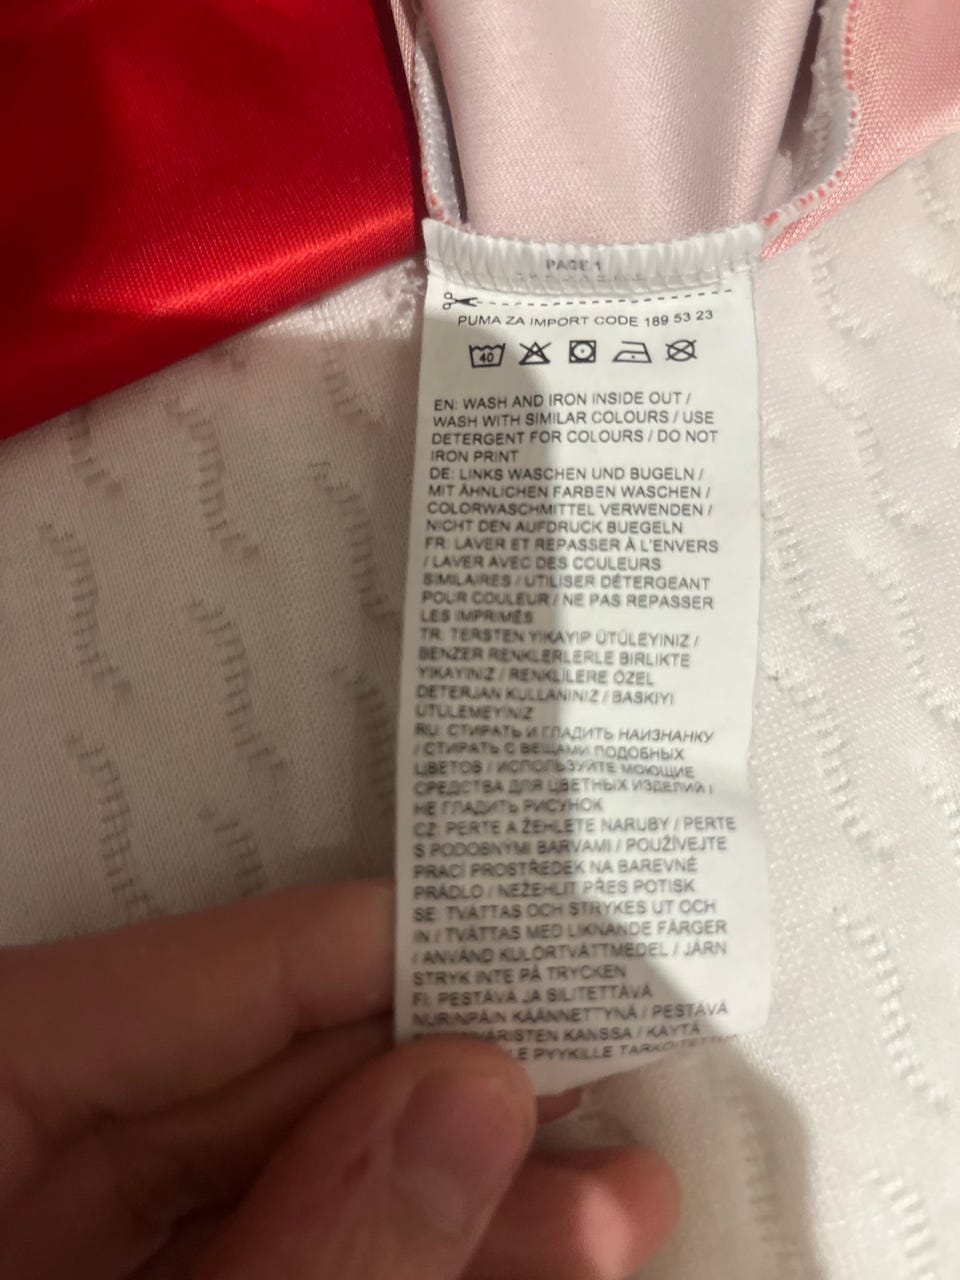 PAGE 1
PUMA ZA IMPORT CODE 189 53 23
40
EN: WASH AND IRON INSIDE OUT /
WASH WITH SIMILAR COLOURS / USE
DETERGENT FOR COLOURS / DO NOT
IRON PRINT
DE: LINKS WASCHEN UND BUGELN /
MIT ÄHNLICHEN FARBEN WASCHEN /
COLORWASCHMITTEL VERWENDEN /
NICHT DEN AUFDRUCK BUEGELN
FR: LAVER ET REPASSER À L'ENVERS
/ LAVER AVEC DES COULEURS
SIMILAIRES / UTILISER DÉTERGEANT
POUR COULEUR / NE PAS REPASSER
LES IMPRIMÉS
TR: TERSTEN YIKAYIP ÜTÜLEYINIZ /
BENZER RENKLERLERLE BIRLIKTE
YIKAYINIZ / RENKLILERE ÖZEL
DETERJAN KULLANINIZ / BASKIYI
ÜTÜLEMEYINIZ
RU: СТИРАТЬ И ГЛАДИТЬ НАИЗНАНКУ
/ СТИРАТЬ С ВЕЩАМИ ПОДОБНЫХ
ЦВЕТОВ / ИСПОЛЬЗУЙТЕ МОЮЩИЕ
СРЕДСТВА ДЛЯ ЦВЕТНЫХ ИЗДЕЛИЙ /
НЕ ГЛАДИТЬ РИСУНОК
CZ: PERTE A ŽEHLETE NARUBY / PERTE
S PODOBNÝMI BARVAMI / POUŽÍVEJTE
PRACÍ PROSTŘEDEK NA BAREVNÉ
PRÁDLO / NEŽEHLIT PŘES POTISK
SE: TVÄTTAS OCH STRYKES UT OCH
IN / TVÄTTAS MED LIKNANDE FÄRGER
/ ANVÄND KULÖRTVÄTTMEDEL / JÄRN
STRYK INTE PÅ TRYCKEN
FI: PESTÄVÄ JA SILITETTÄVÄ
NURINPÄIN KÄÄNNETTYNÄ / PESTÄVÄ
KANSSA / KÄYTÄ
PYYKILLE